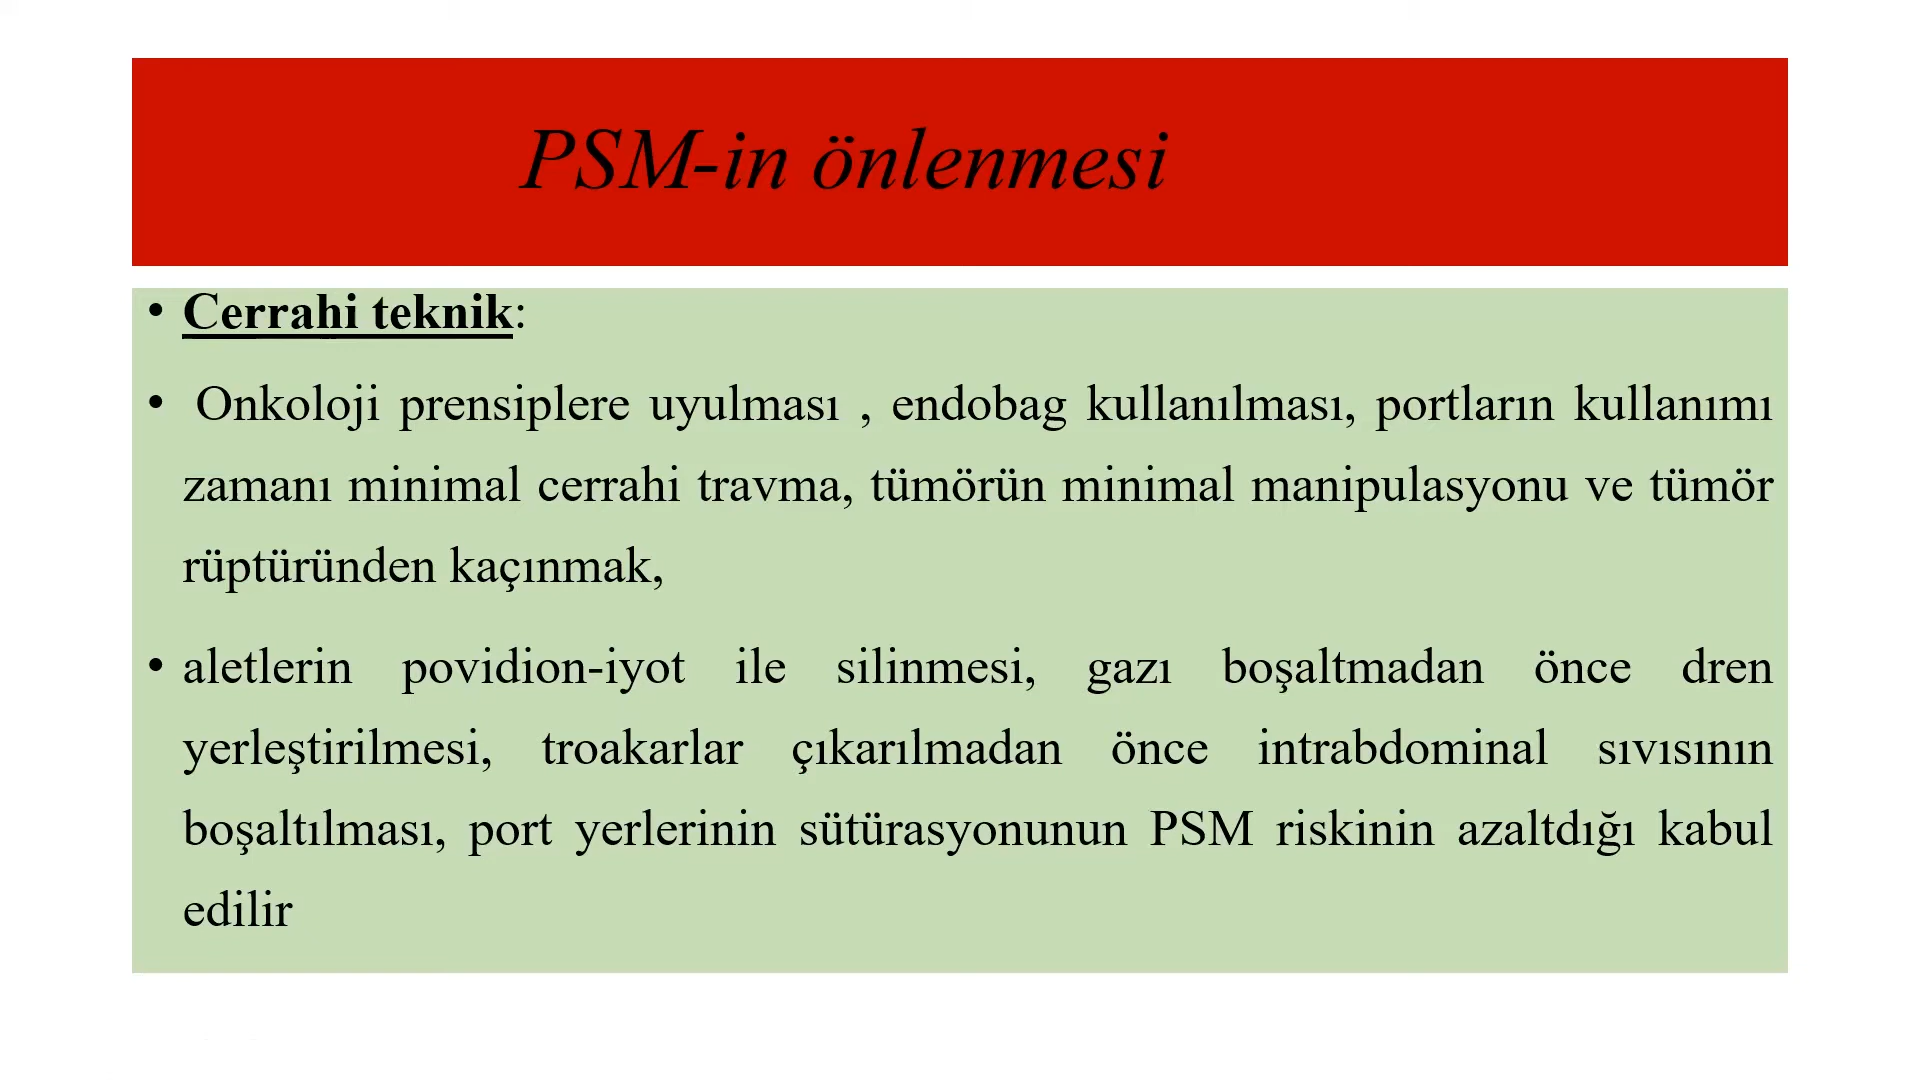 PSM-in önlenmesi
• Cerrahi teknik:
• Onkoloji prensiplere uyulması , endobag kullanılması, portların kullanımı
zamanı minimal cerrahi travma, tümörün minimal manipulasyonu ve tümör
rüptüründen kaçınmak,
• aletlerin povidion-iyot ile silinmesi, gazı boşaltmadan önce dren
yerleştirilmesi, troakarlar çıkarılmadan önce intrabdominal sıvısının
boşaltılması, port yerlerinin sütürasyonunun PSM riskinin azaltdığı kabul
edilir